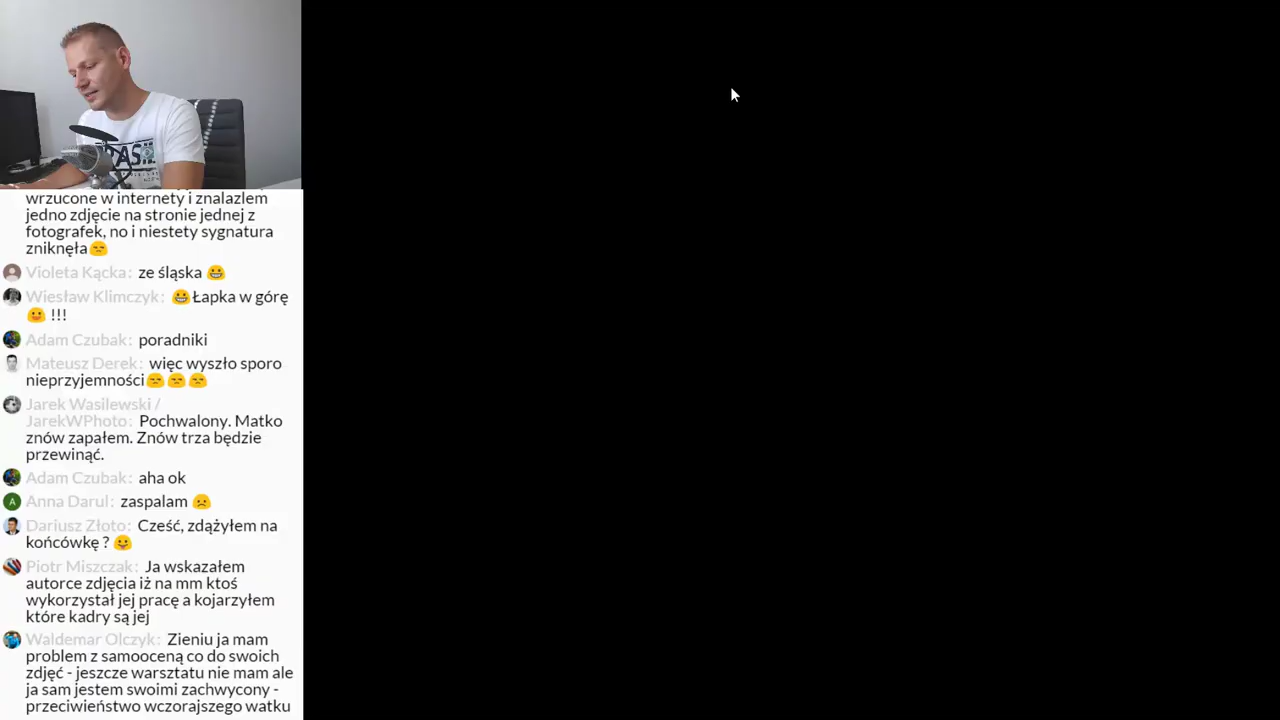 RASH
wrzucone w internety i znalazlem
jedno zdjęcie na stronie jednej z
fotografek, no i niestety sygnatura
zniknęła😔
Violeta Kącka: ze śląska 😀
Wiesław Klimczyk: 😀Łapka w górę
😛 !!!
Adam Czubak: poradniki
Mateusz Derek: więc wyszło sporo
nieprzyjemności😔😔😔
Jarek Wasilewski /
JarekWPhoto: Pochwalony. Matko
znów zapałem. Znów trza będzie
przewinąć.
Adam Czubak: aha ok
A Anna Darul: zaspalam ☹️
Dariusz Złoto: Cześć, zdążyłem na
końcówkę ? 😛
Piotr Miszczak: Ja wskazałem
autorce zdjęcia iż na mm ktoś
wykorzystał jej pracę a kojarzyłem
które kadry są jej
Waldemar Olczyk: Zieniu ja mam
problem z samooceną co do swoich
zdjęć - jeszcze warsztatu nie mam ale
ja sam jestem swoimi zachwycony -
przeciwieństwo wczorajszego watku